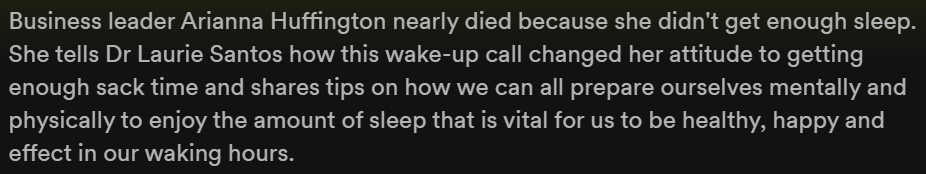 Business leader Arianna Huffington nearly died because she didn't get enough sleep.
She tells Dr Laurie Santos how this wake-up call changed her attitude to getting
enough sack time and shares tips on how we can all prepare ourselves mentally and
physically to enjoy the amount of sleep that is vital for us to be healthy, happy and
effect in our waking hours.